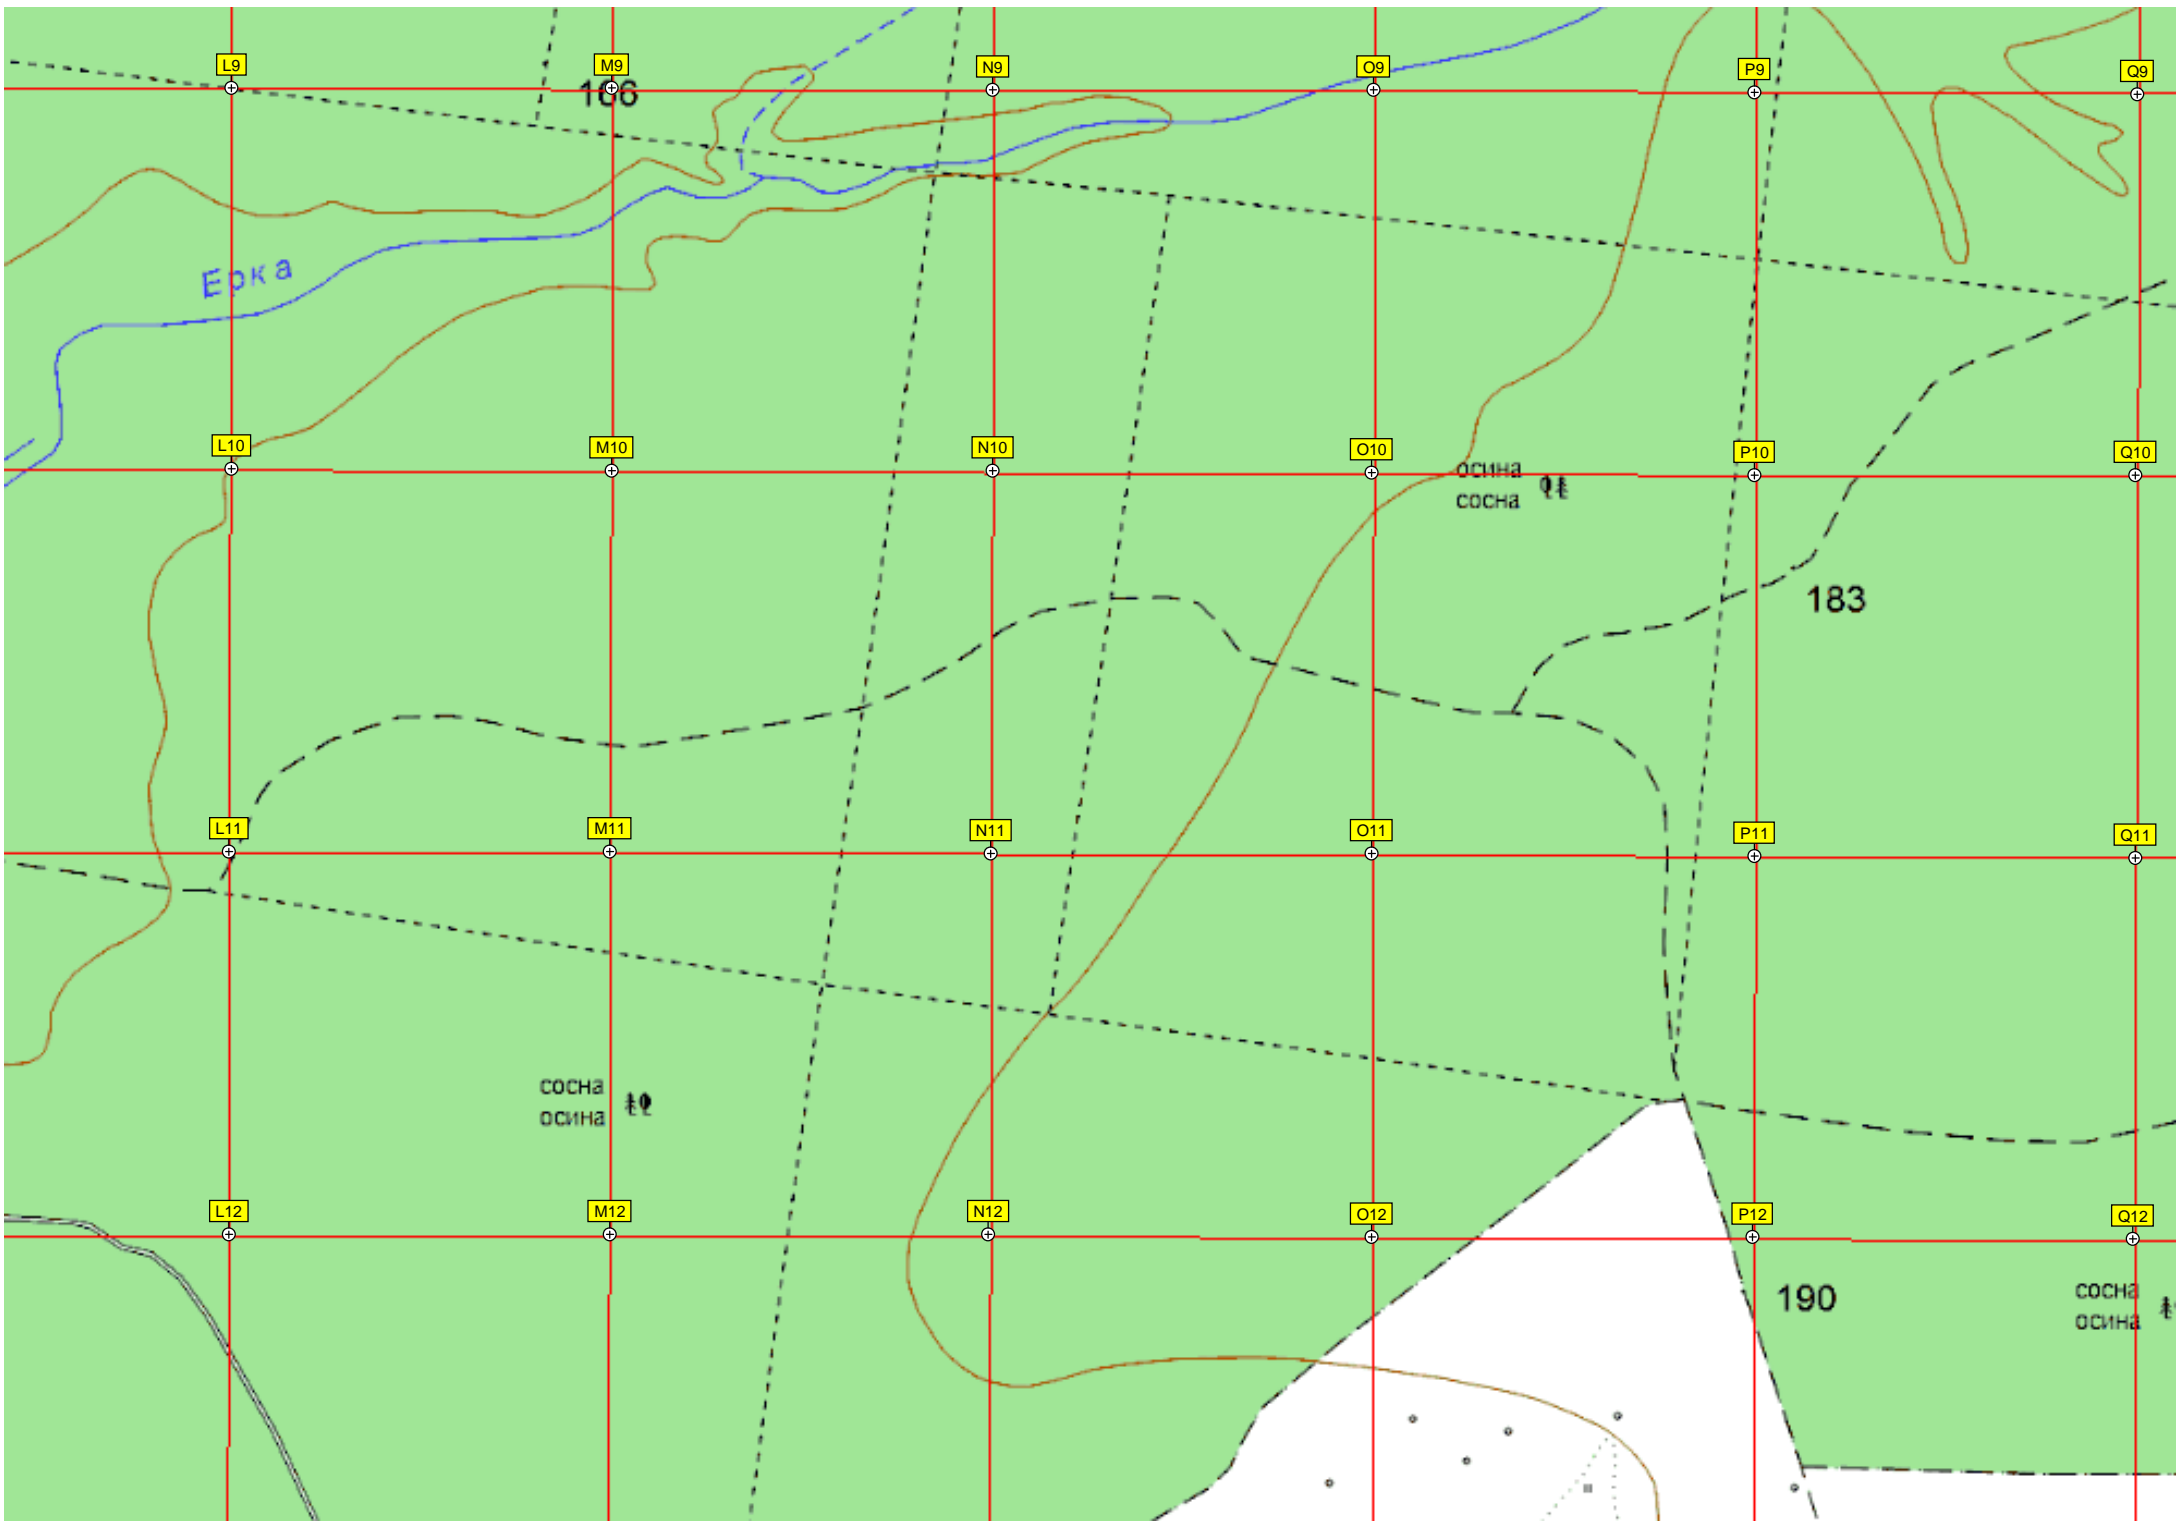 L9
M9
N9
O9
P9
Q9
166
Ерка
L10
M10
N10
O10
P10
Q10
осина
сосна
183
L11
M11
N11
O11
P11
Q11
сосна
осина
L12
M12
N12
O12
P12
Q12
190
сосна
осина